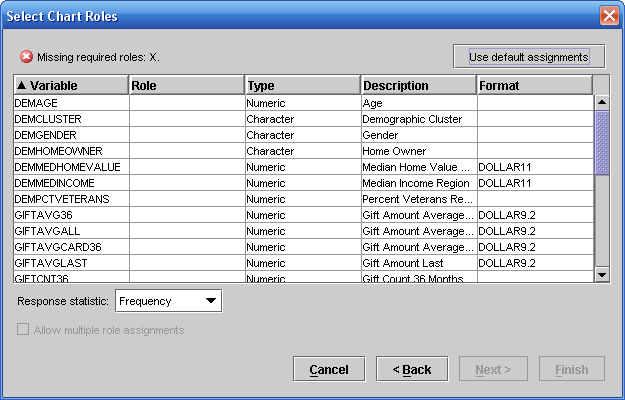 Select Chart Roles
Missing required roles: X.
Use default assignments
Variable Role Type Description Format
DEMAGE Numeric Age
DEMCLUSTER Character Demographic Cluster
DEMGENDER Character Gender
DEMHOMEOWNER Character Home Owner
DEMMEDHOMEVALUE Numeric Median Home Value ... DOLLAR11
DEMMEDINCOME Numeric Median Income Region DOLLAR11
DEMPCTVETERANS Numeric Percent Veterans Re...
GIFTAVG36 Numeric Gift Amount Average... DOLLAR9.2
GIFTAVGALL Numeric Gift Amount Average... DOLLAR9.2
GIFTAVGCARD36 Numeric Gift Amount Average... DOLLAR9.2
GIFTAVGLAST Numeric Gift Amount Last DOLLAR9.2
GIFTCNT36 Numeric Gift Count 36 Months
Response statistic: Frequency
Allow multiple role assignments
Cancel < Back Next > Finish